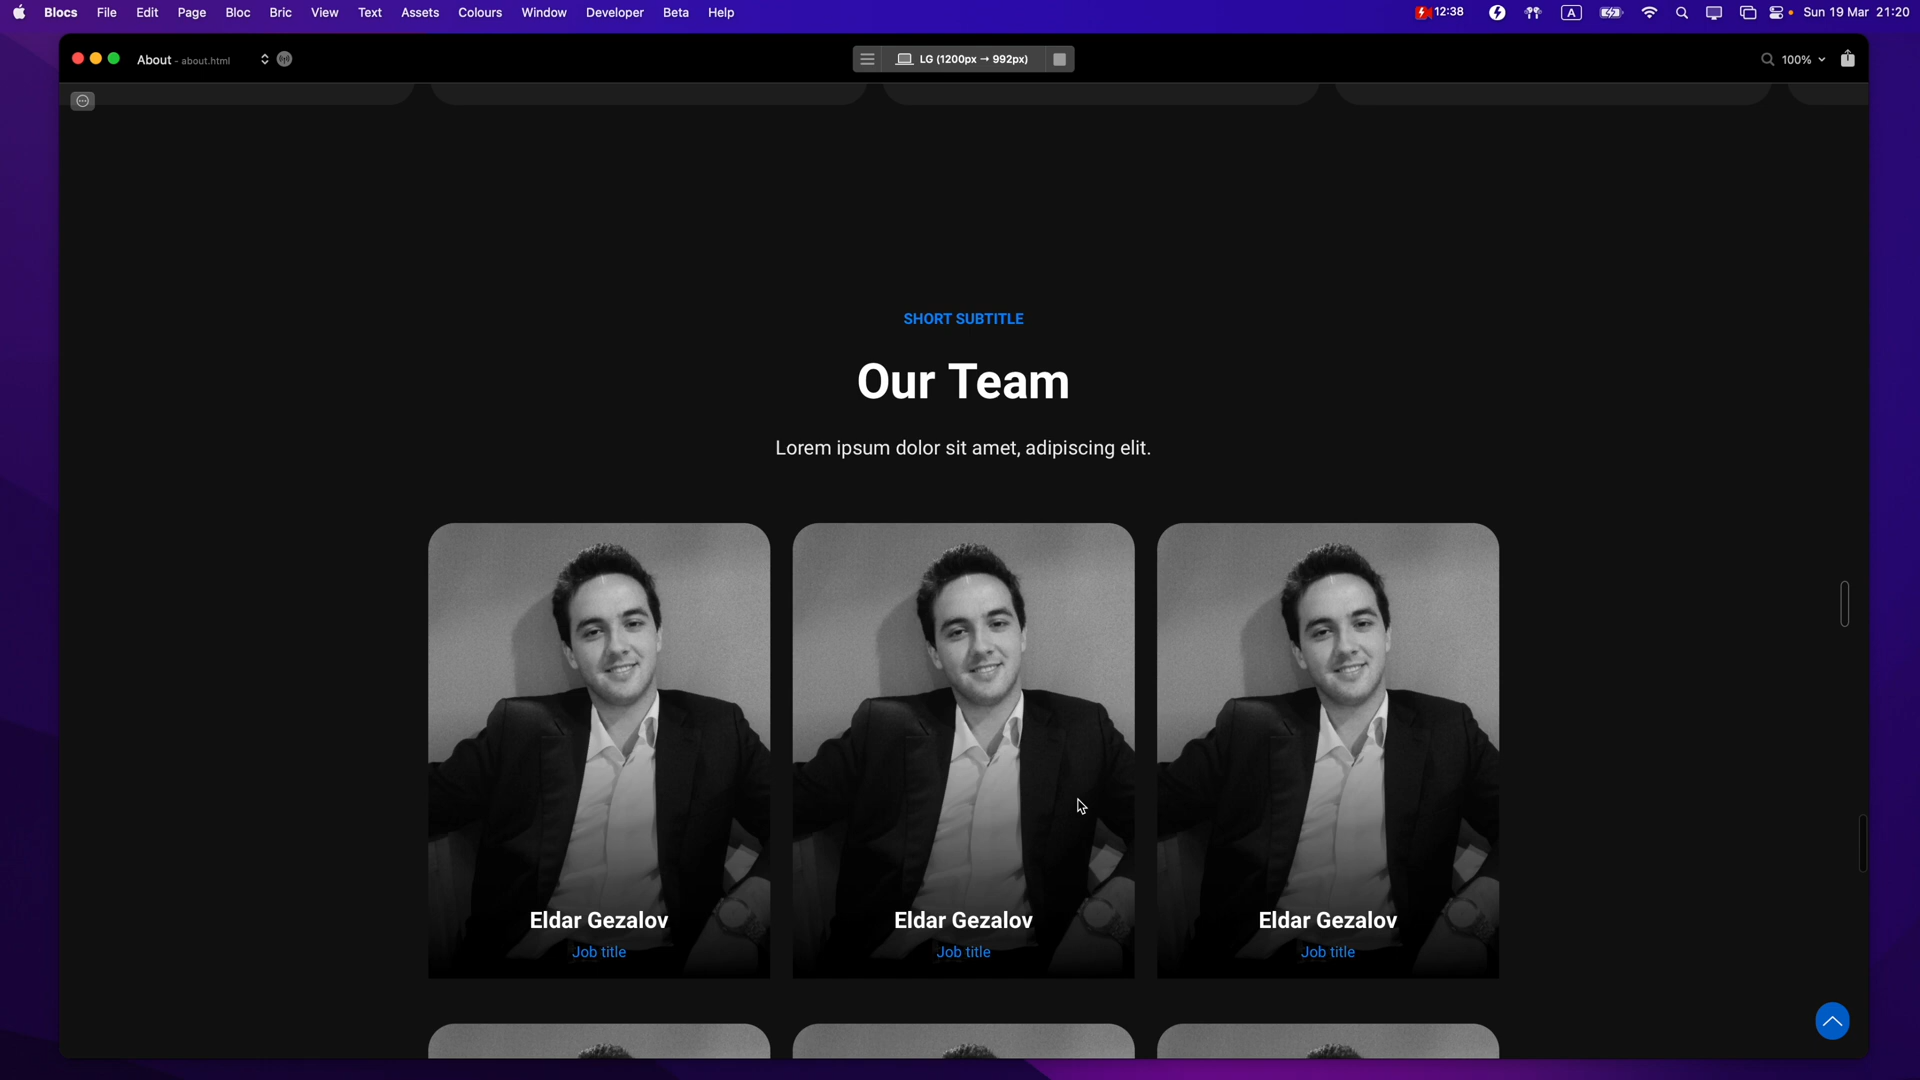 Blocs File Edit Page Bloc Bric View Text Assets Colours Window Developer Beta Help 12:38 A Sun 19 Mar 21:20
About - about.html LG (1200px → 992px) 100%
SHORT SUBTITLE
Our Team
Lorem ipsum dolor sit amet, adipiscing elit.
Eldar Gezalov Eldar Gezalov Eldar Gezalov
Job title Job title Job title